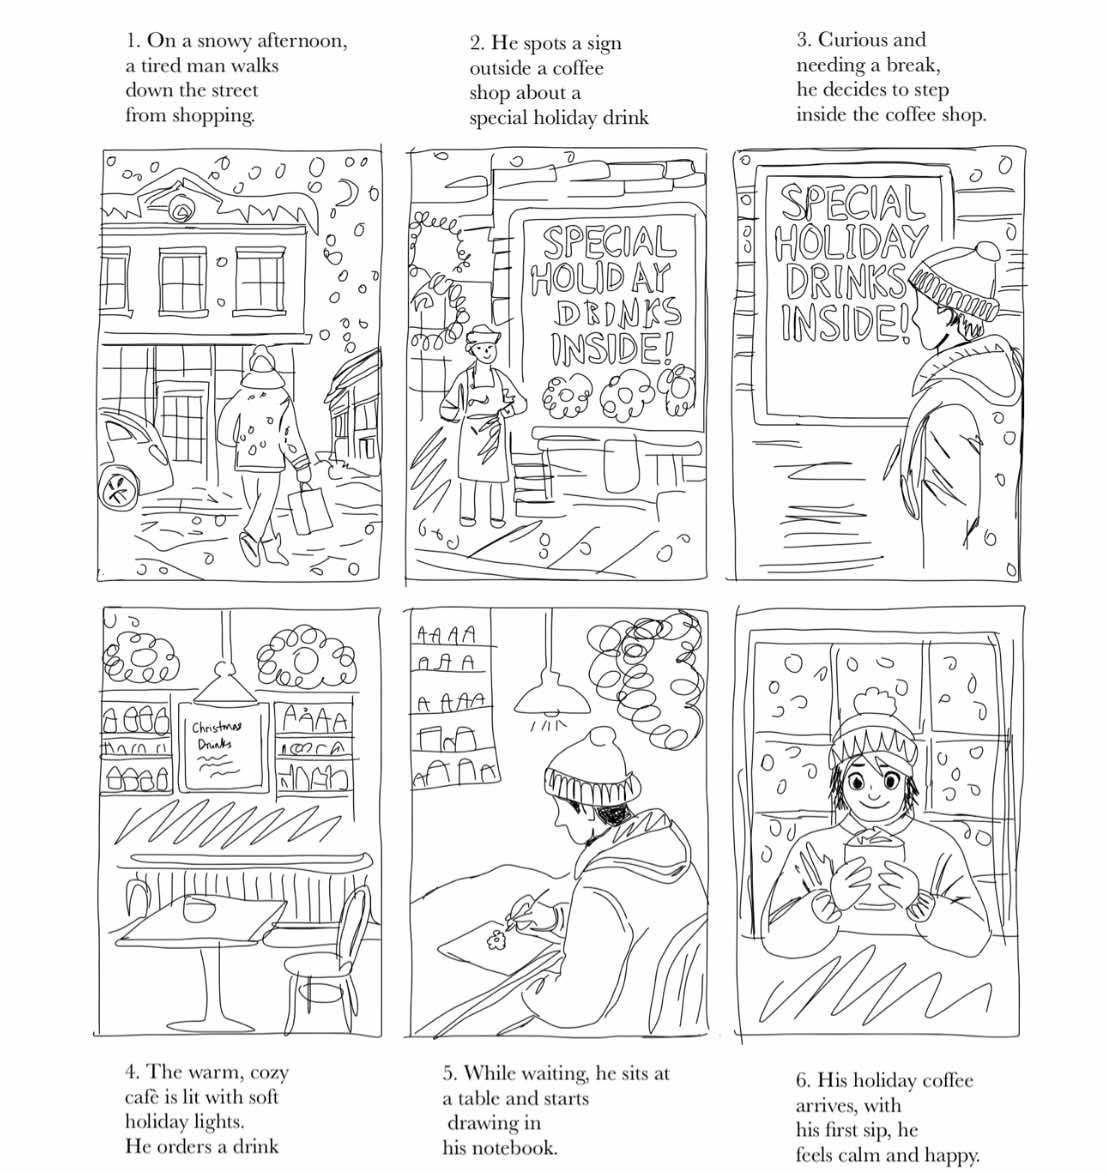 1. On a snowy afternoon,
a tired man walks
down the street
from shopping.
2. He spots a sign
outside a coffee
shop about a
special holiday drink
3. Curious and
needing a break,
he decides to step
inside the coffee shop.
SPECIAL
HOLIDAY
DRINKS
INSIDE!
SPECIAL
HOLIDAY
DRINKS
INSIDE!
Christmas
Drinks
4. The warm, cozy
cafè is lit with soft
holiday lights.
He orders a drink
5. While waiting, he sits at
a table and starts
drawing in
his notebook.
6. His holiday coffee
arrives, with
his first sip, he
feels calm and happy.